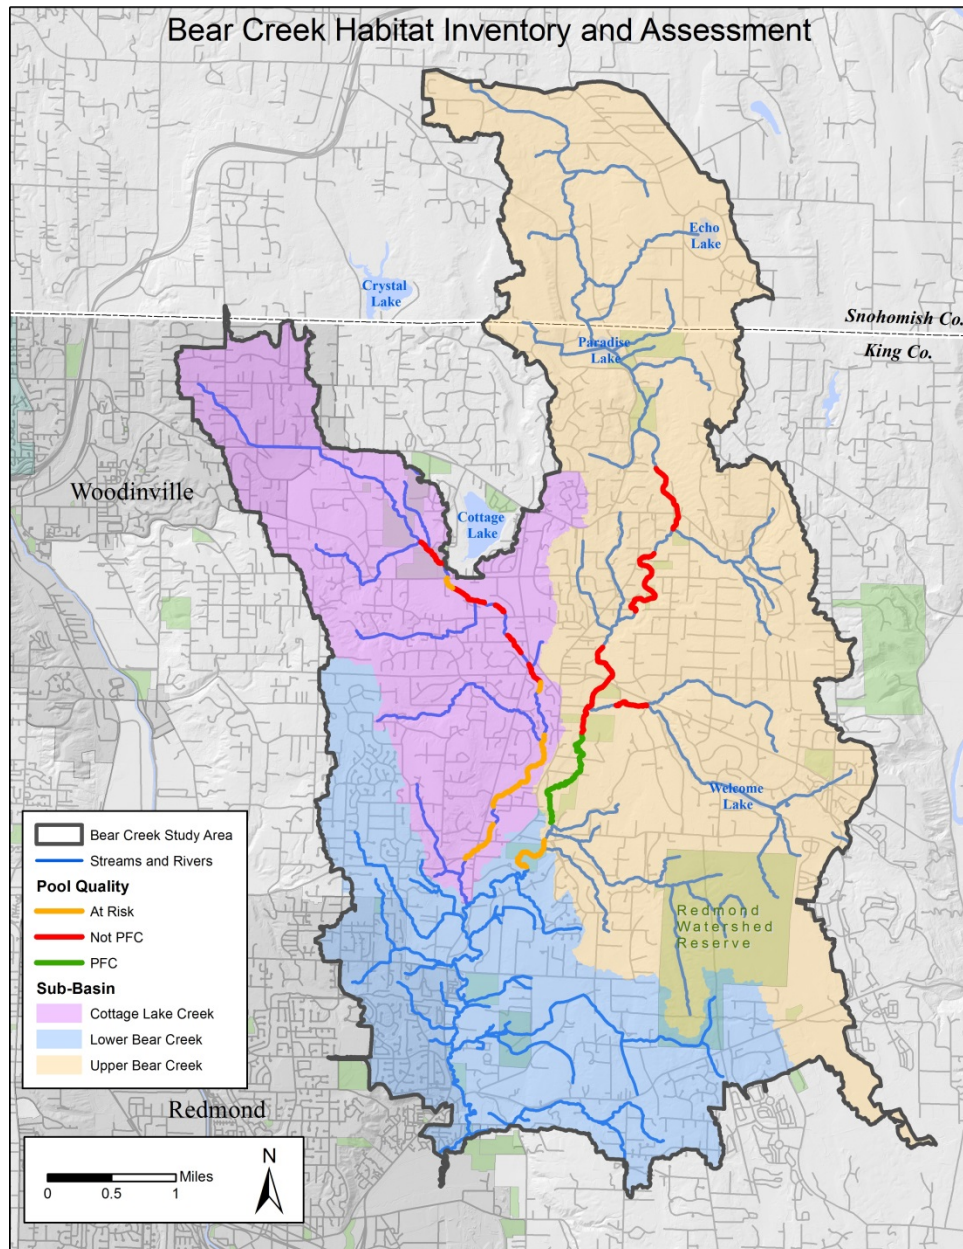 Bear Creek Habitat Inventory and Assessment
Echo
Lake
Crystal
Lake
Snohomish Co.
King Co.
Paradise
Lake
Woodinville
Cottage
Lake
Welcome
Lake
Redmond
Watershed
Reserve
Bear Creek Study Area
Streams and Rivers
Pool Quality
At Risk
Not PFC
PFC
Sub-Basin
Cottage Lake Creek
Lower Bear Creek
Upper Bear Creek
Redmond
N
Miles
0 0.5 1